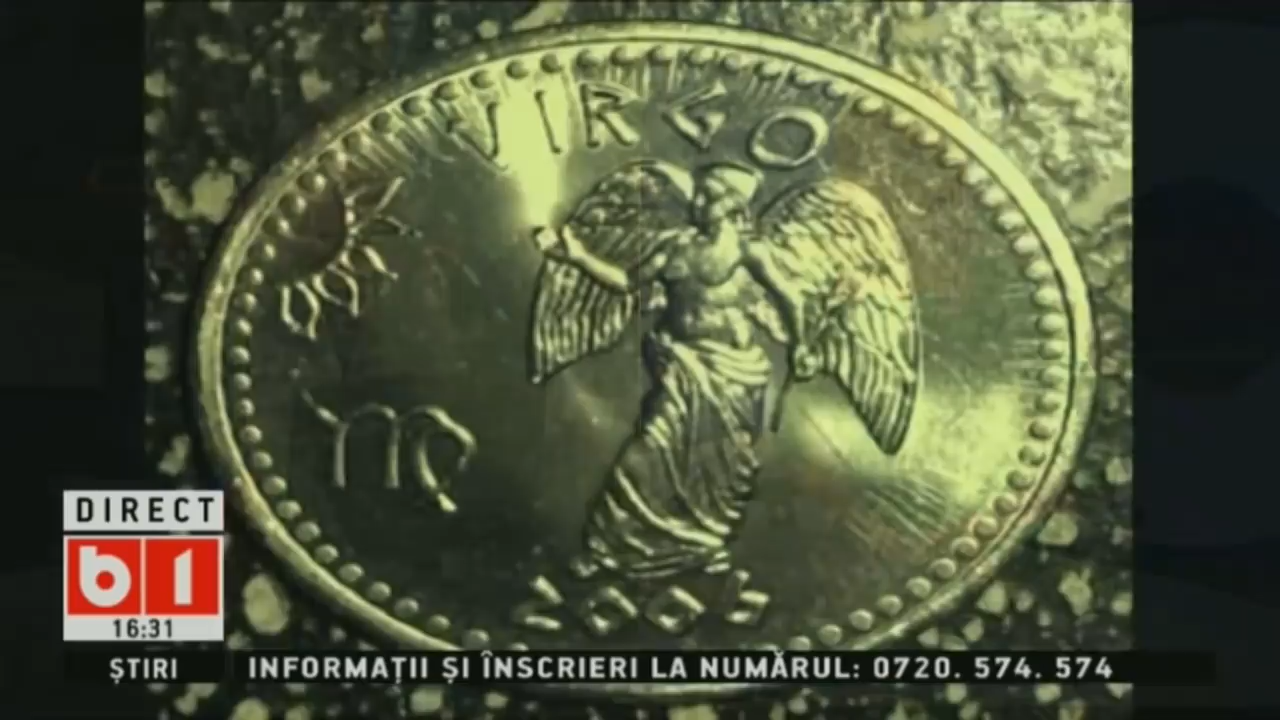 VIRGO
DIRECT
b1
16:31
ȘTIRI
INFORMAȚII ȘI ÎNSCRIERI LA NUMĂRUL: 0720. 574. 574